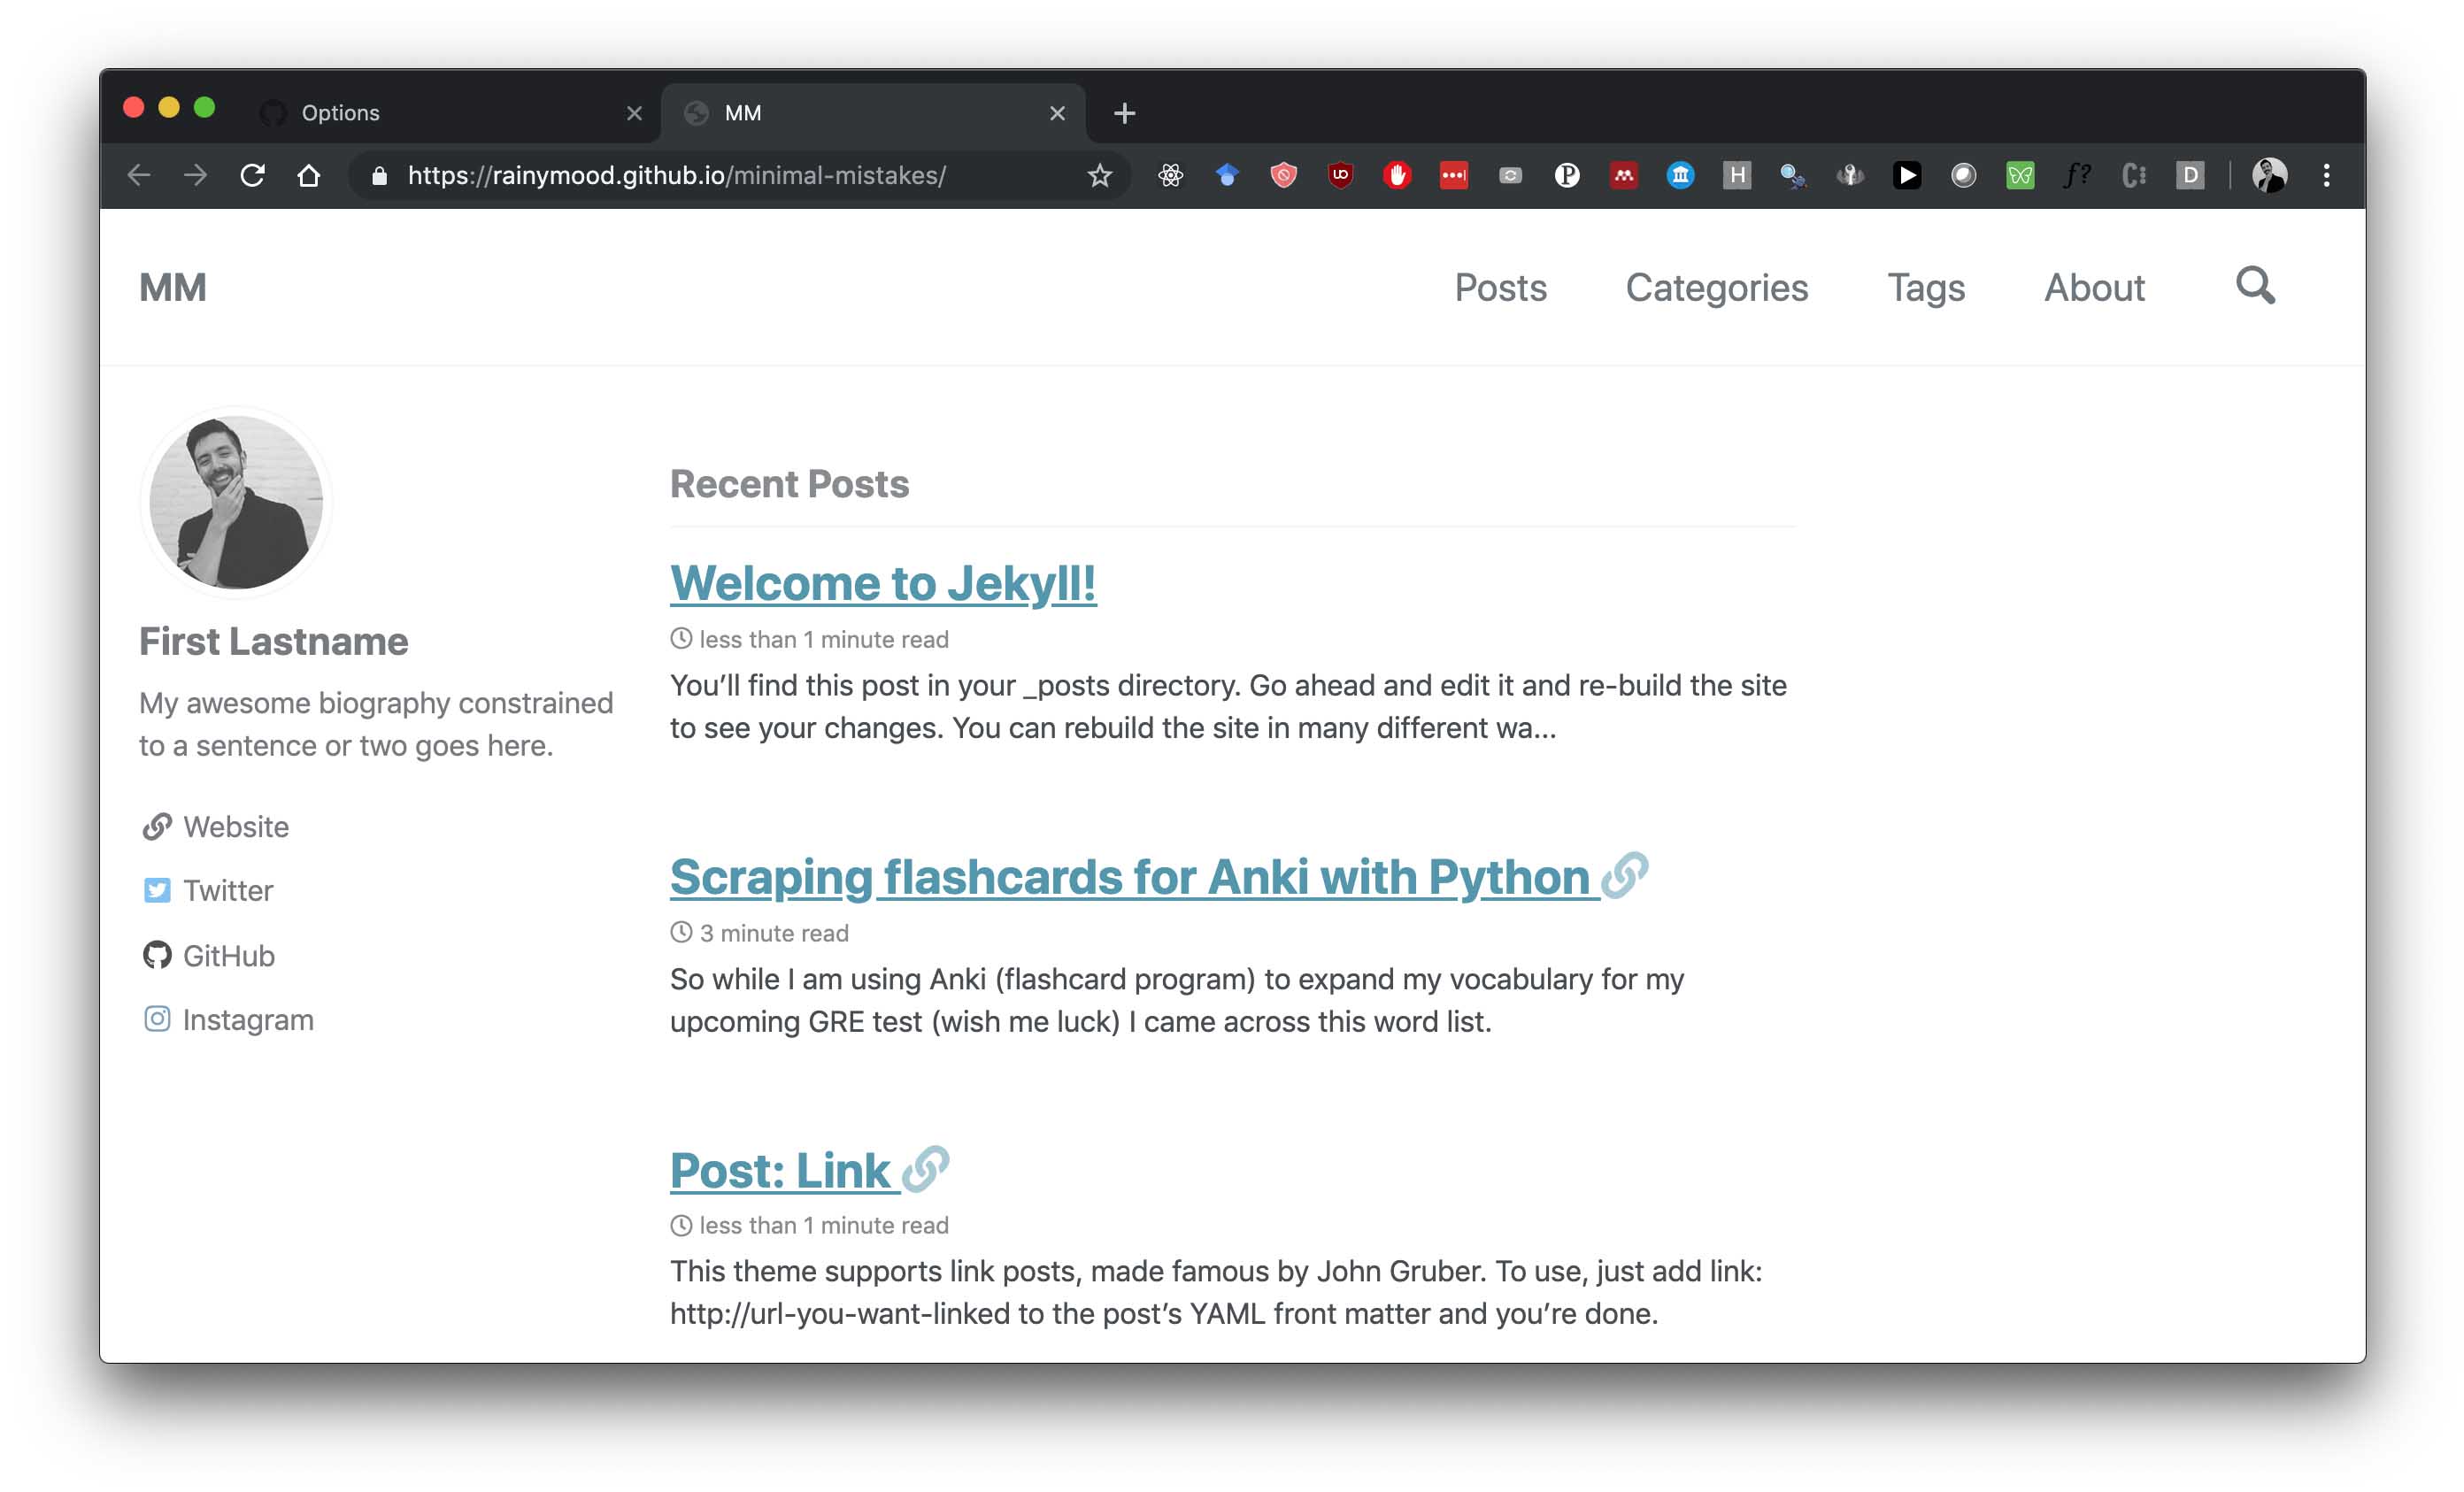 Options
MM
https://rainymood.github.io/minimal-mistakes/
UD
P
H
f?
C:
D
MM
Posts
Categories
Tags
About
First Lastname
My awesome biography constrained
to a sentence or two goes here.
Website
Twitter
GitHub
Instagram
Recent Posts
Welcome to Jekyll!
less than 1 minute read
You’ll find this post in your _posts directory. Go ahead and edit it and re-build the site
to see your changes. You can rebuild the site in many different wa...
Scraping flashcards for Anki with Python
3 minute read
So while I am using Anki (flashcard program) to expand my vocabulary for my
upcoming GRE test (wish me luck) I came across this word list.
Post: Link
less than 1 minute read
This theme supports link posts, made famous by John Gruber. To use, just add link:
http://url-you-want-linked to the post’s YAML front matter and you’re done.